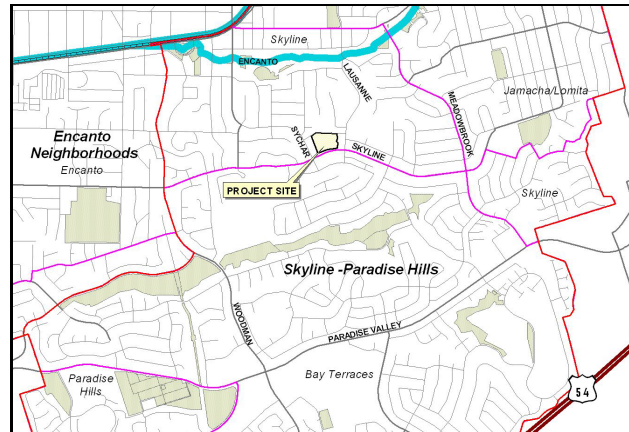 Skyline
ENCANTO
LAUSANNE
MEADOWBROOK
Jamacha/Lomita
Encanto
Neighborhoods
Encanto
SYCHAR
SKYLINE
PROJECT SITE
Skyline
Skyline -Paradise Hills
WOODMAN
PARADISE VALLEY
Paradise
Hills
Bay Terraces
54